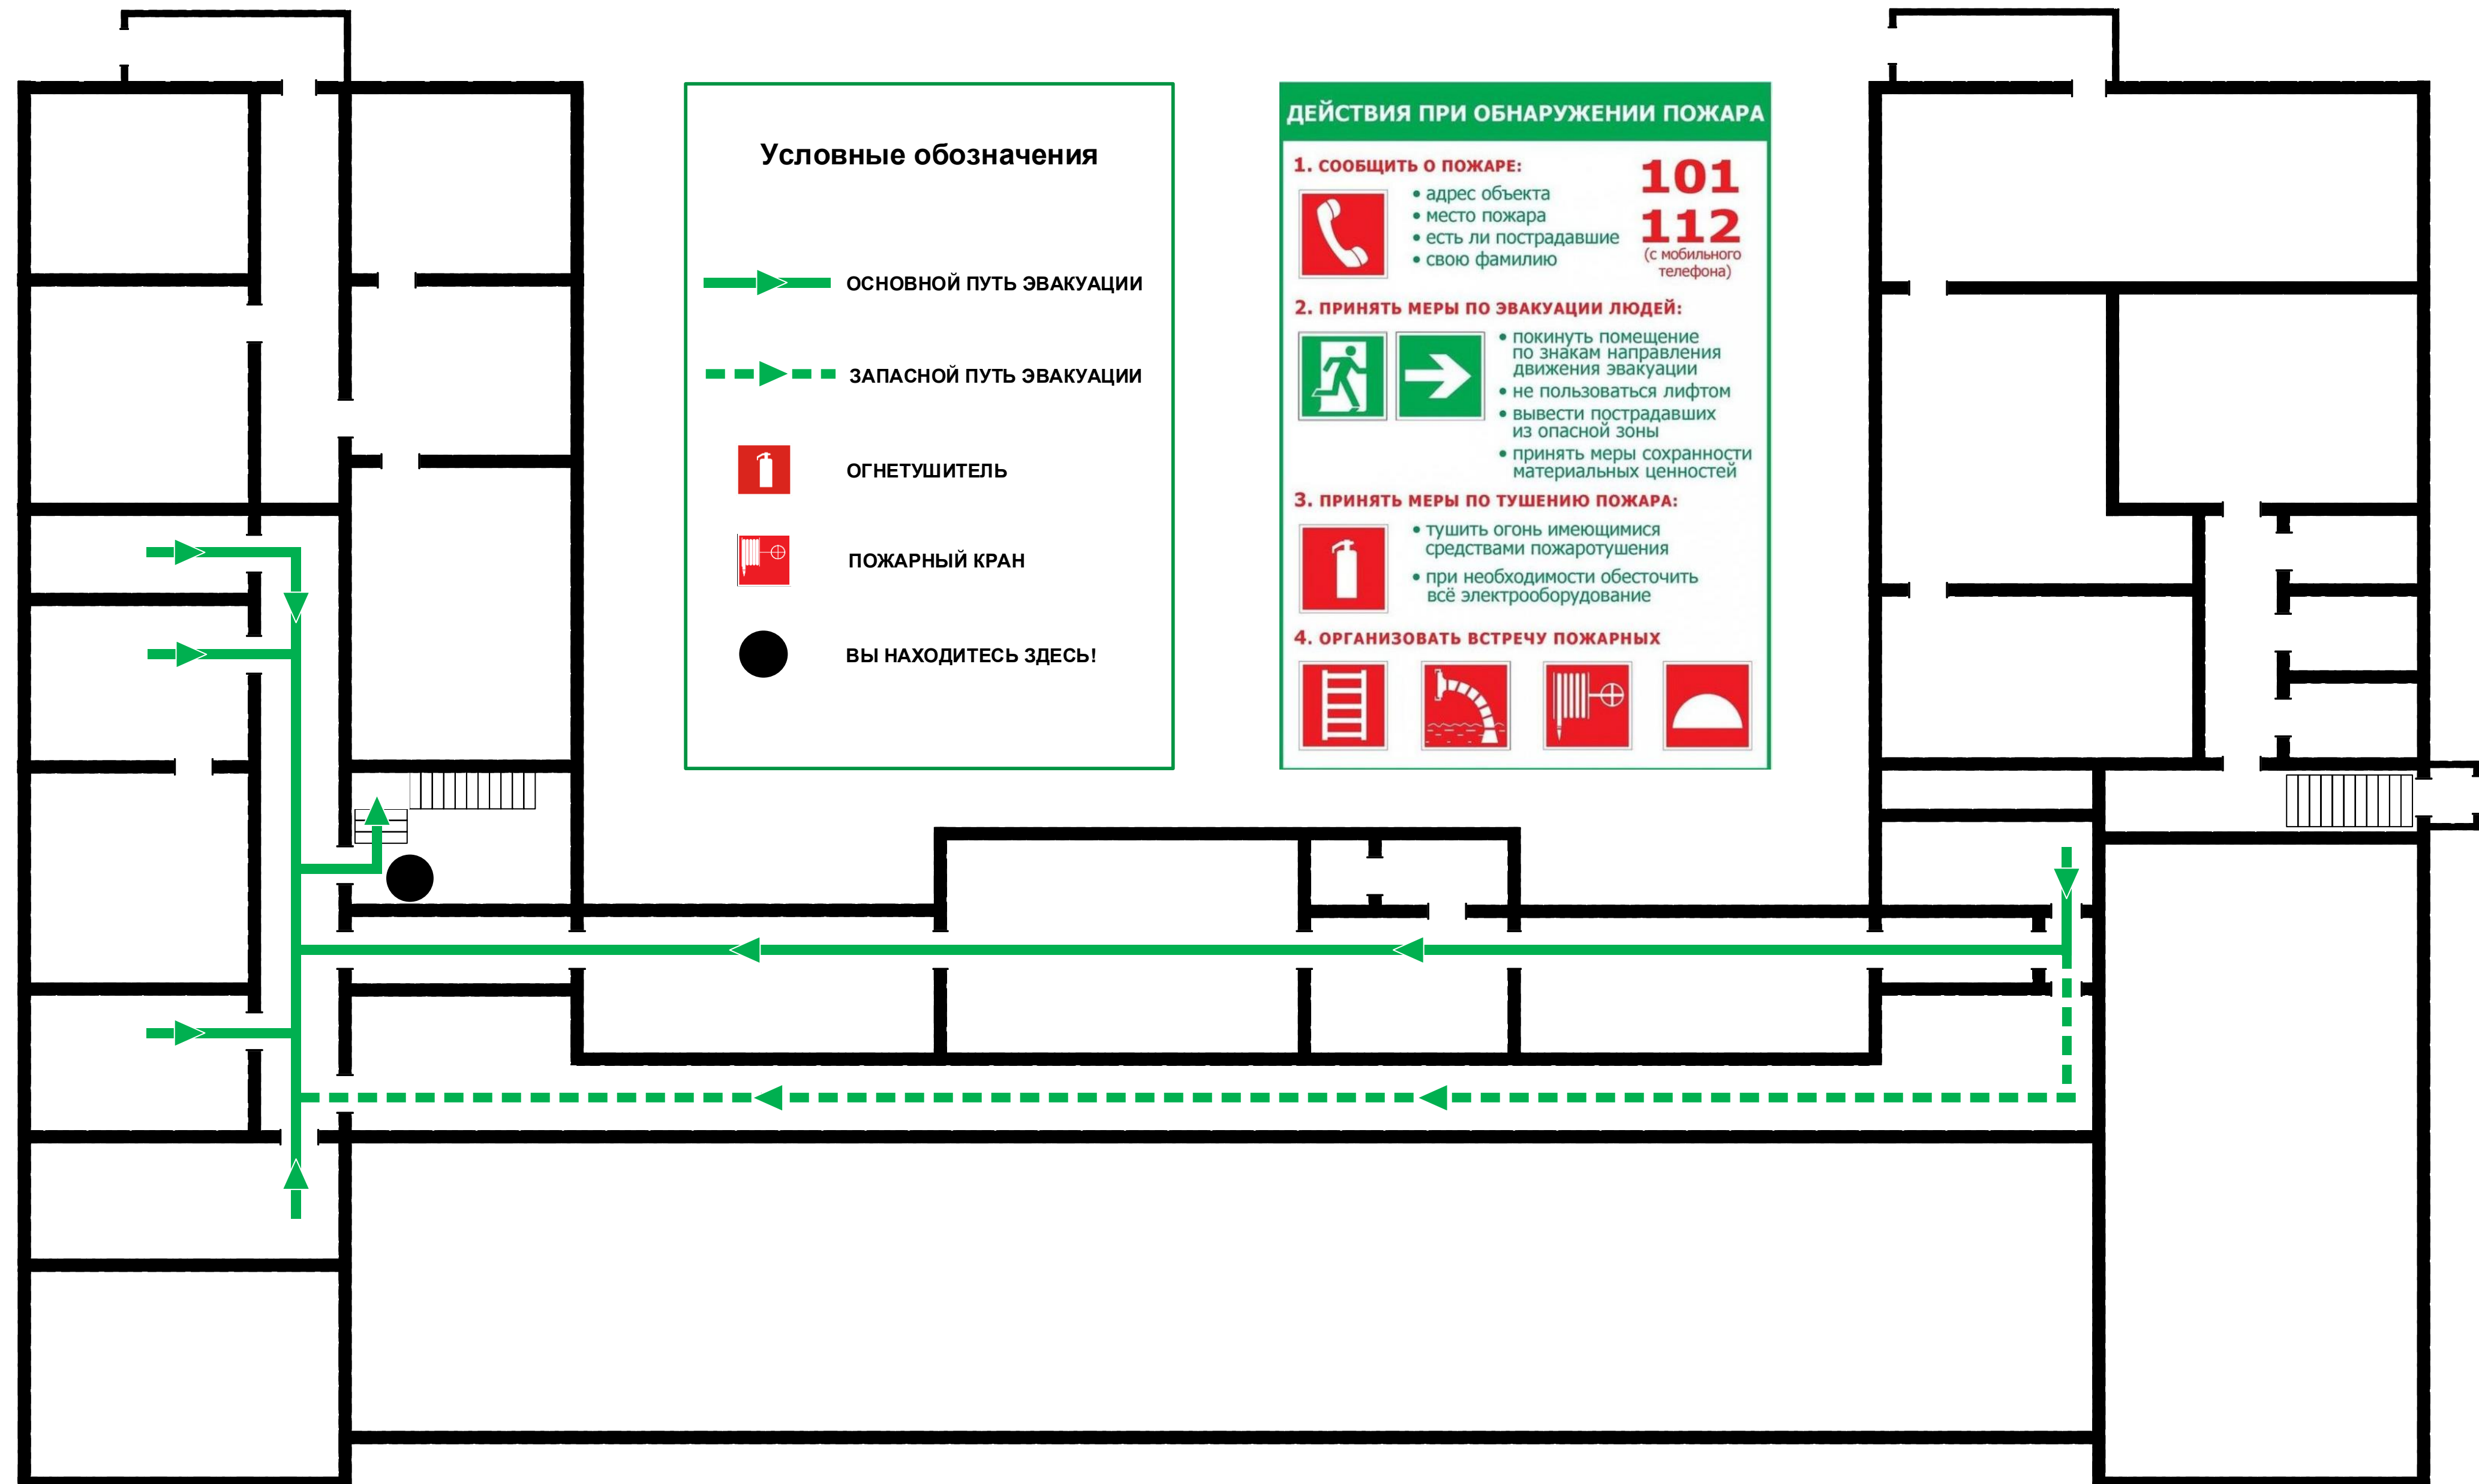 Условные обозначения
ОСНОВНОЙ ПУТЬ ЭВАКУАЦИИ
ЗАПАСНОЙ ПУТЬ ЭВАКУАЦИИ
ОГНЕТУШИТЕЛЬ
ПОЖАРНЫЙ КРАН
ВЫ НАХОДИТЕСЬ ЗДЕСЬ!
ДЕЙСТВИЯ ПРИ ОБНАРУЖЕНИИ ПОЖАРА
1. СООБЩИТЬ О ПОЖАРЕ:
• адрес объекта
• место пожара
• есть ли пострадавшие
• свою фамилию
101
112
(с мобильного
телефона)
2. ПРИНЯТЬ МЕРЫ ПО ЭВАКУАЦИИ ЛЮДЕЙ:
• покинуть помещение
по знакам направления
движения эвакуации
• не пользоваться лифтом
• вывести пострадавших
из опасной зоны
• принять меры сохранности
материальных ценностей
3. ПРИНЯТЬ МЕРЫ ПО ТУШЕНИЮ ПОЖАРА:
• тушить огонь имеющимися
средствами пожаротушения
• при необходимости обесточить
всё электрооборудование
4. ОРГАНИЗОВАТЬ ВСТРЕЧУ ПОЖАРНЫХ